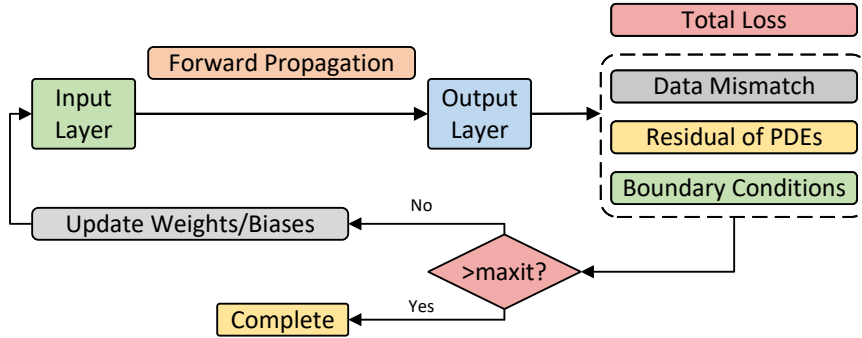 Total Loss
Forward Propagation
Input
Layer
Output
Layer
Data Mismatch
Residual of PDEs
Boundary Conditions
No
Update Weights/Biases
>maxit?
Yes
Complete